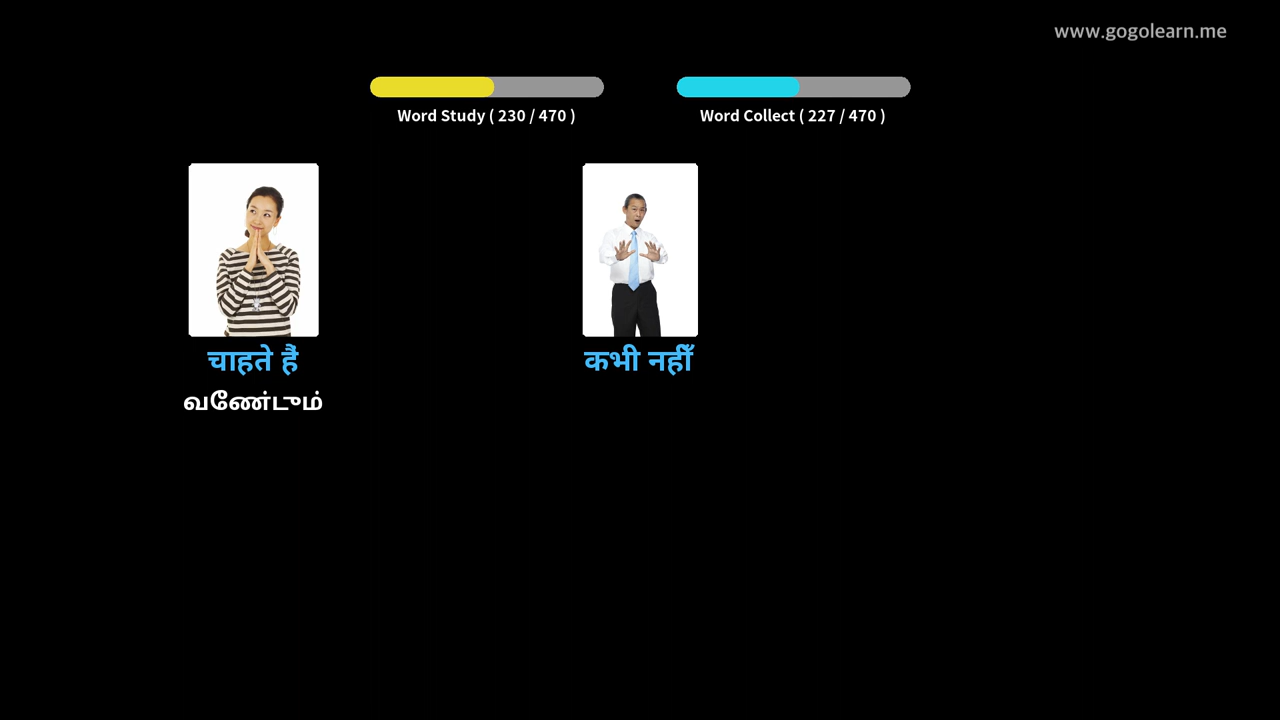 www.gogolearn.me
Word Study ( 230 / 470 )
Word Collect ( 227 / 470 )
चाहते हैं
कभी नहीँ
வேண்டும்